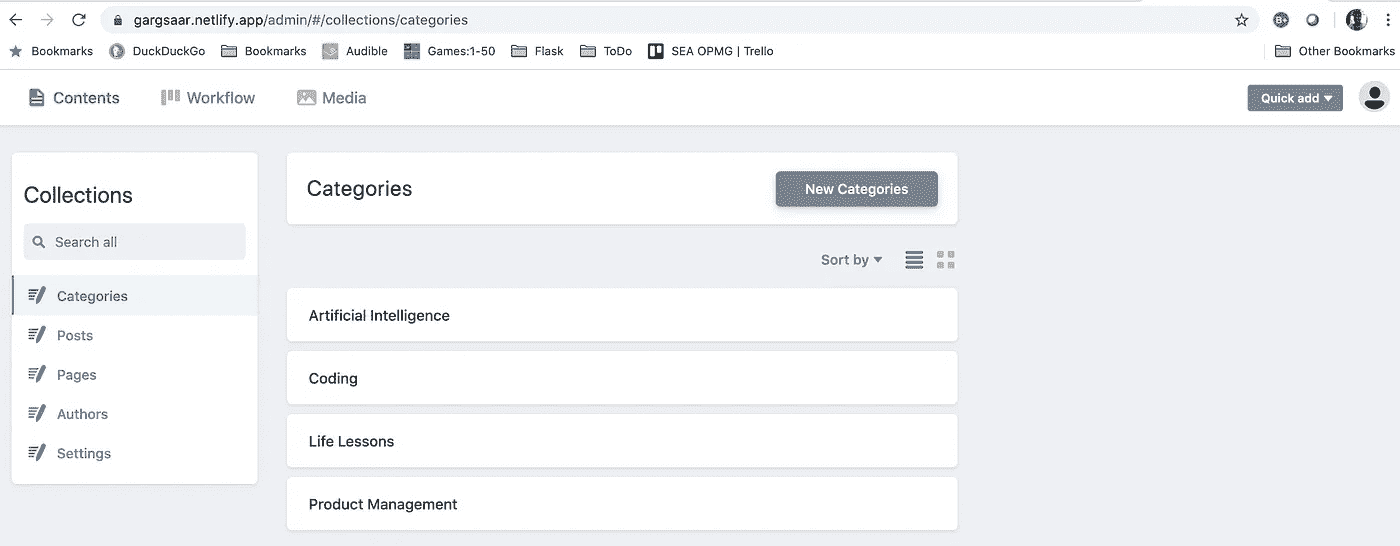 gargsaar.netlify.app/admin/#/collections/categories
Bookmarks DuckDuckGo Bookmarks Audible Games:1-50 Flask ToDo SEA OPMG | Trello Other Bookmarks
Contents Workflow Media Quick add
Collections
Search all
Categories
Posts
Pages
Authors
Settings
Categories New Categories
Sort by
Artificial Intelligence
Coding
Life Lessons
Product Management